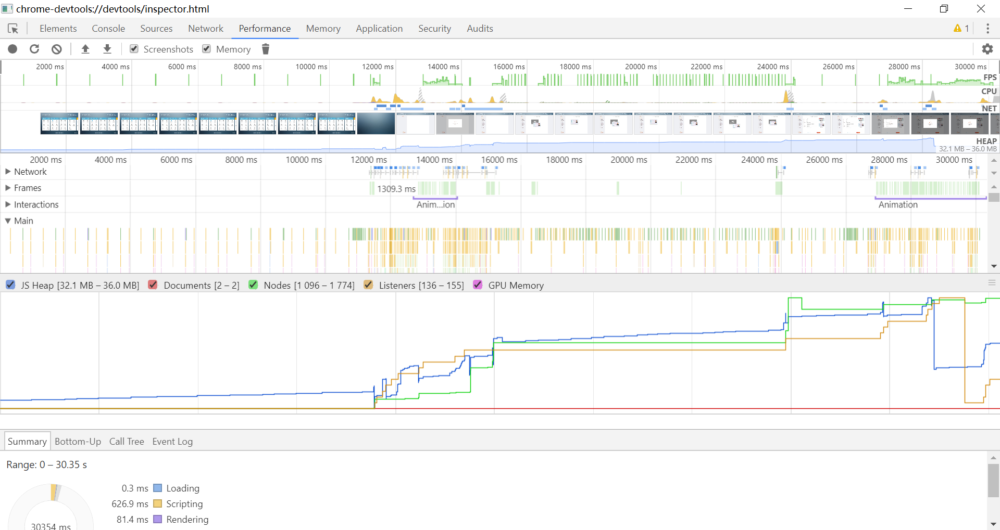 chrome-devtools://devtools/inspector.html
Elements Console Sources Network Performance Memory Application Security Audits 1
Screenshots Memory
2000 ms 4000 ms 6000 ms 8000 ms 10000 ms 12000 ms 14000 ms 16000 ms 18000 ms 20000 ms 22000 ms 24000 ms 26000 ms 28000 ms 30000 ms
FPS
CPU
NET
HEAP
32.1 MB – 36.0 MB
2000 ms 4000 ms 6000 ms 8000 ms 10000 ms 12000 ms 14000 ms 16000 ms 18000 ms 20000 ms 22000 ms 24000 ms 26000 ms 28000 ms 30000 ms
Network
Frames 1309.3 ms
Interactions Anim...ion Animation
Main
JS Heap [32.1 MB – 36.0 MB] Documents [2 – 2] Nodes [1 096 – 1 774] Listeners [136 – 155] GPU Memory
Summary Bottom-Up Call Tree Event Log
Range: 0 – 30.35 s
0.3 ms Loading
626.9 ms Scripting
81.4 ms Rendering
30354 ms